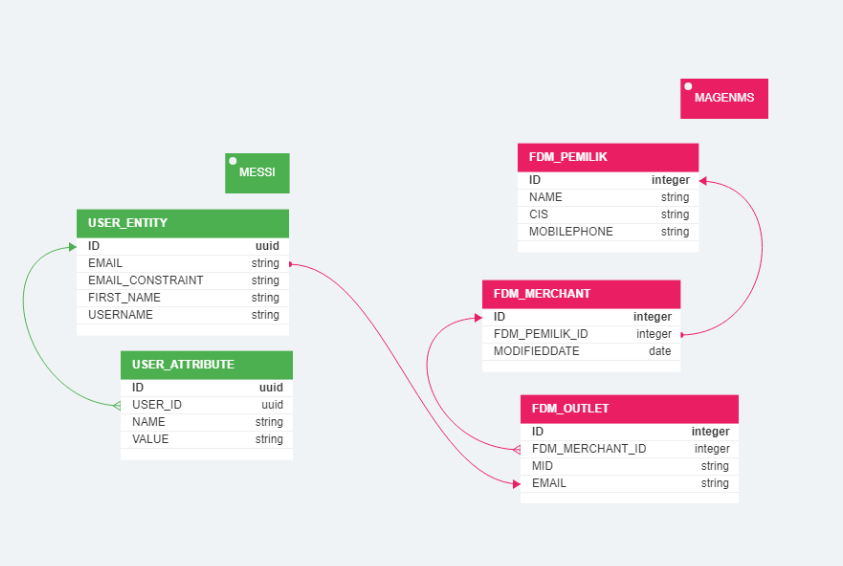 MESSI
USER_ENTITY
ID uuid
EMAIL string
EMAIL_CONSTRAINT string
FIRST_NAME string
USERNAME string
USER_ATTRIBUTE
ID uuid
USER_ID uuid
NAME string
VALUE string
MAGENMS
FDM_PEMILIK
ID integer
NAME string
CIS string
MOBILEPHONE string
FDM_MERCHANT
ID integer
FDM_PEMILIK_ID integer
MODIFIEDDATE date
FDM_OUTLET
ID integer
FDM_MERCHANT_ID integer
MID string
EMAIL string